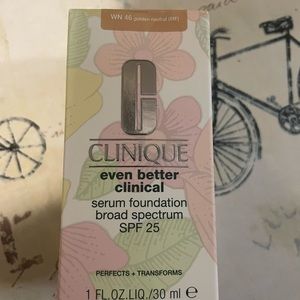 WN 46 golden neutral (MF)
CLINIQUE
even better
clinical
serum foundation
broad spectrum
SPF 25
PERFECTS + TRANSFORMS
1 FL.OZ.LIQ./30 ml e